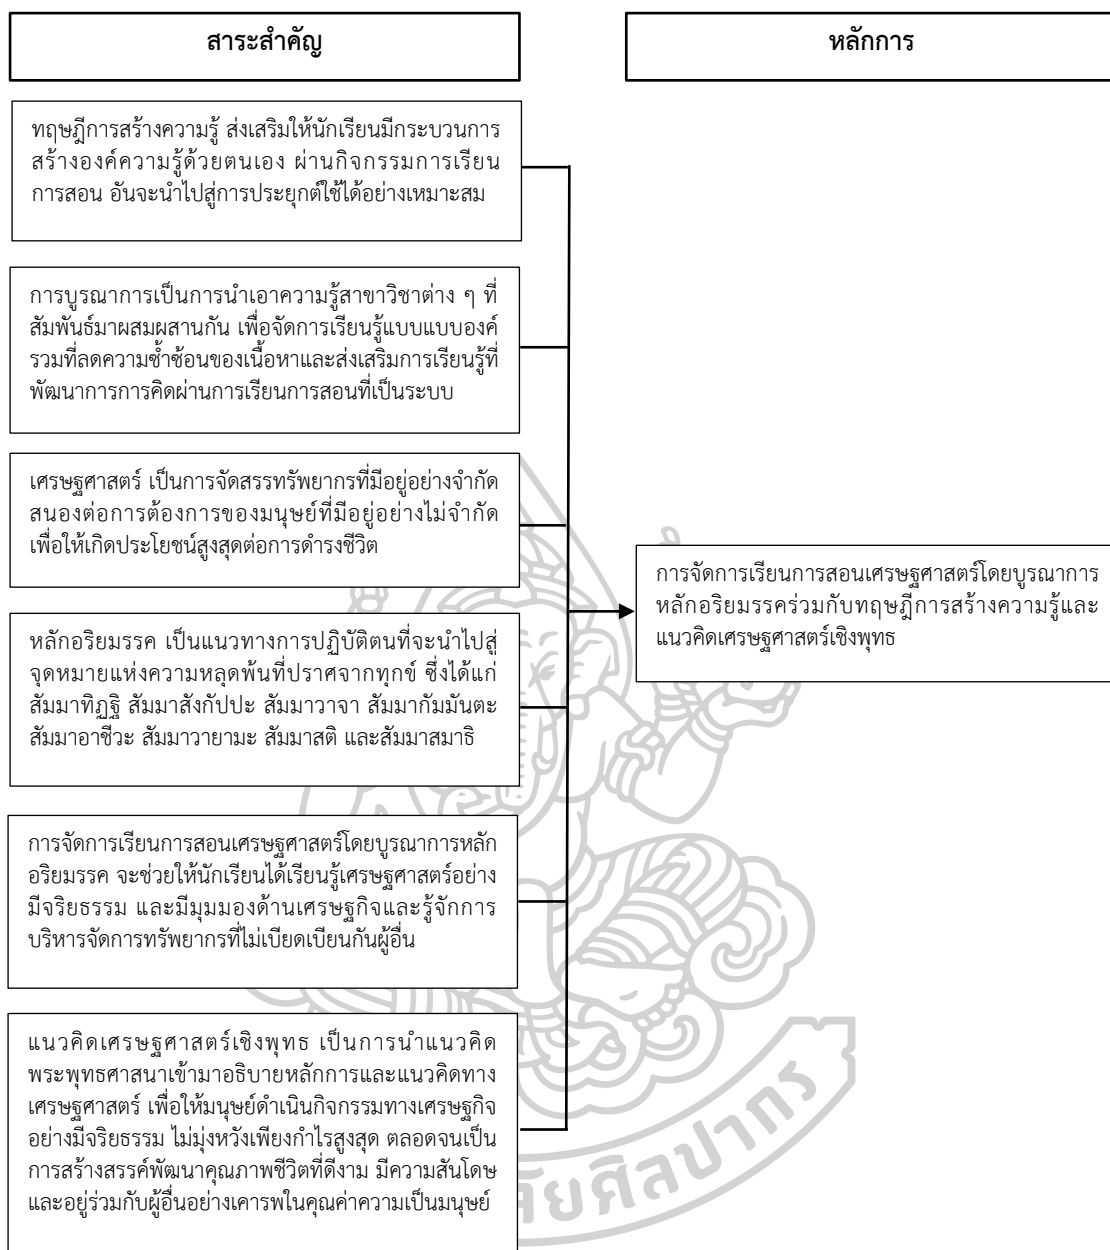 สาระสำคัญ
หลักการ
ทฤษฎีการสร้างความรู้ ส่งเสริมให้นักเรียนมีกระบวนการ
สร้างองค์ความรู้ด้วยตนเอง ผ่านกิจกรรมการเรียน
การสอน อันจะนำไปสู่การประยุกต์ใช้ได้อย่างเหมาะสม
การบูรณาการเป็นการนำเอาความรู้สาขาวิชาต่าง ๆ ที่
สัมพันธ์มาผสมผสานกัน เพื่อจัดการเรียนรู้แบบแบบองค์
รวมที่ลดความซ้ำซ้อนของเนื้อหาและส่งเสริมการเรียนรู้ที่
พัฒนาการการคิดผ่านการเรียนการสอนที่เป็นระบบ
เศรษฐศาสตร์ เป็นการจัดสรรทรัพยากรที่มีอยู่อย่างจำกัด
สนองต่อการต้องการของมนุษย์ที่มีอยู่อย่างไม่จำกัด
เพื่อให้เกิดประโยชน์สูงสุดต่อการดำรงชีวิต
การจัดการเรียนการสอนเศรษฐศาสตร์โดยบูรณาการ
หลักอริยมรรคร่วมกับทฤษฎีการสร้างความรู้และ
แนวคิดเศรษฐศาสตร์เชิงพุทธ
หลักอริยมรรค เป็นแนวทางการปฏิบัติตนที่จะนำไปสู่
จุดหมายแห่งความหลุดพ้นที่ปราศจากทุกข์ ซึ่งได้แก่
สัมมาทิฏฐิ สัมมาสังกัปปะ สัมมาวาจา สัมมากัมมันตะ
สัมมาอาชีวะ สัมมาวายามะ สัมมาสติ และสัมมาสมาธิ
การจัดการเรียนการสอนเศรษฐศาสตร์โดยบูรณาการหลัก
อริยมรรค จะช่วยให้นักเรียนได้เรียนรู้เศรษฐศาสตร์อย่าง
มีจริยธรรม และมีมุมมองด้านเศรษฐกิจและรู้จักการ
บริหารจัดการทรัพยากรที่ไม่เบียดเบียนกันผู้อื่น
แนวคิดเศรษฐศาสตร์เชิงพุทธ เป็นการนำแนวคิด
พระพุทธศาสนาเข้ามาอธิบายหลักการและแนวคิดทาง
เศรษฐศาสตร์ เพื่อให้มนุษย์ดำเนินกิจกรรมทางเศรษฐกิจ
อย่างมีจริยธรรม ไม่มุ่งหวังเพียงกำไรสูงสุด ตลอดจนเป็น
การสร้างสรรค์พัฒนาคุณภาพชีวิตที่ดีงาม มีความสันโดษ
และอยู่ร่วมกับผู้อื่นอย่างเคารพในคุณค่าความเป็นมนุษย์
ัยศิลปากร